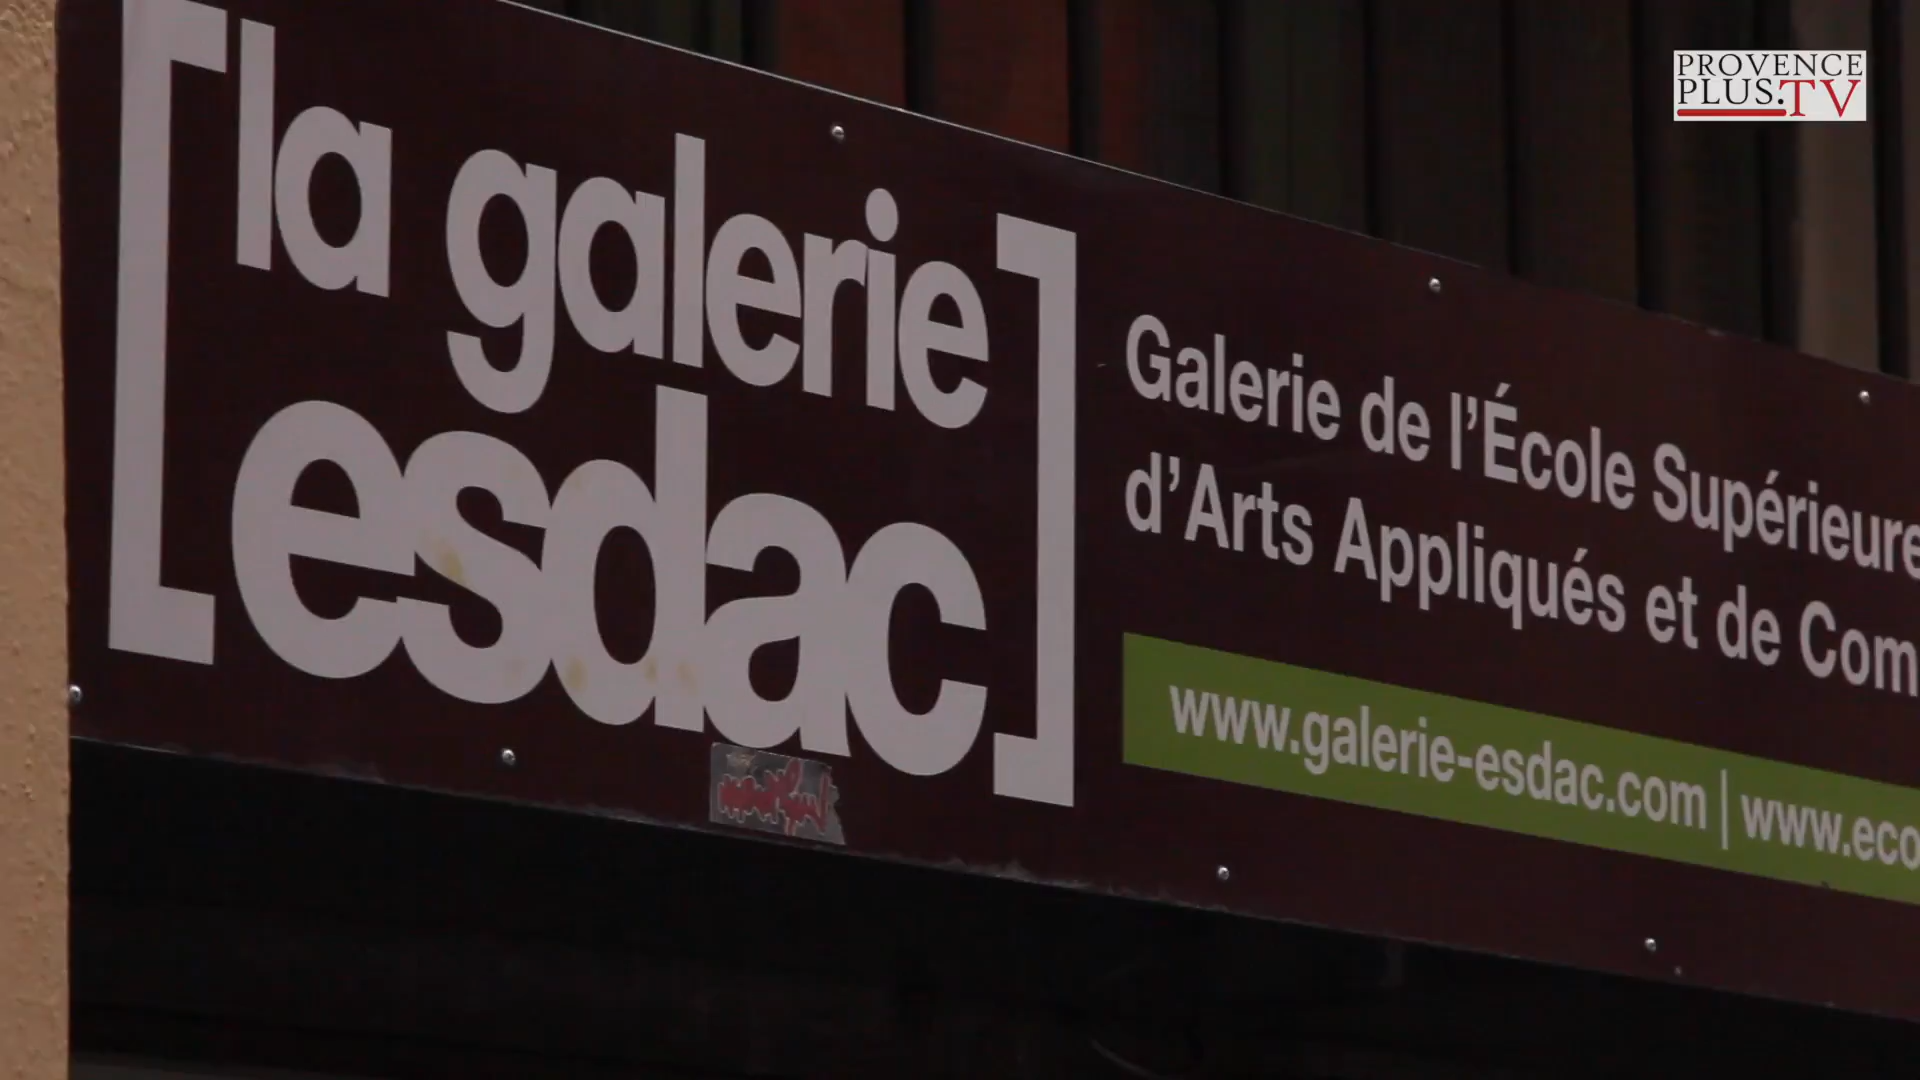 PROVENCE
PLUS.TV
[la galerie
esdac]
Galerie de l'École Supérieure
d'Arts Appliqués et de Com
www.galerie-esdac.com | www.eco